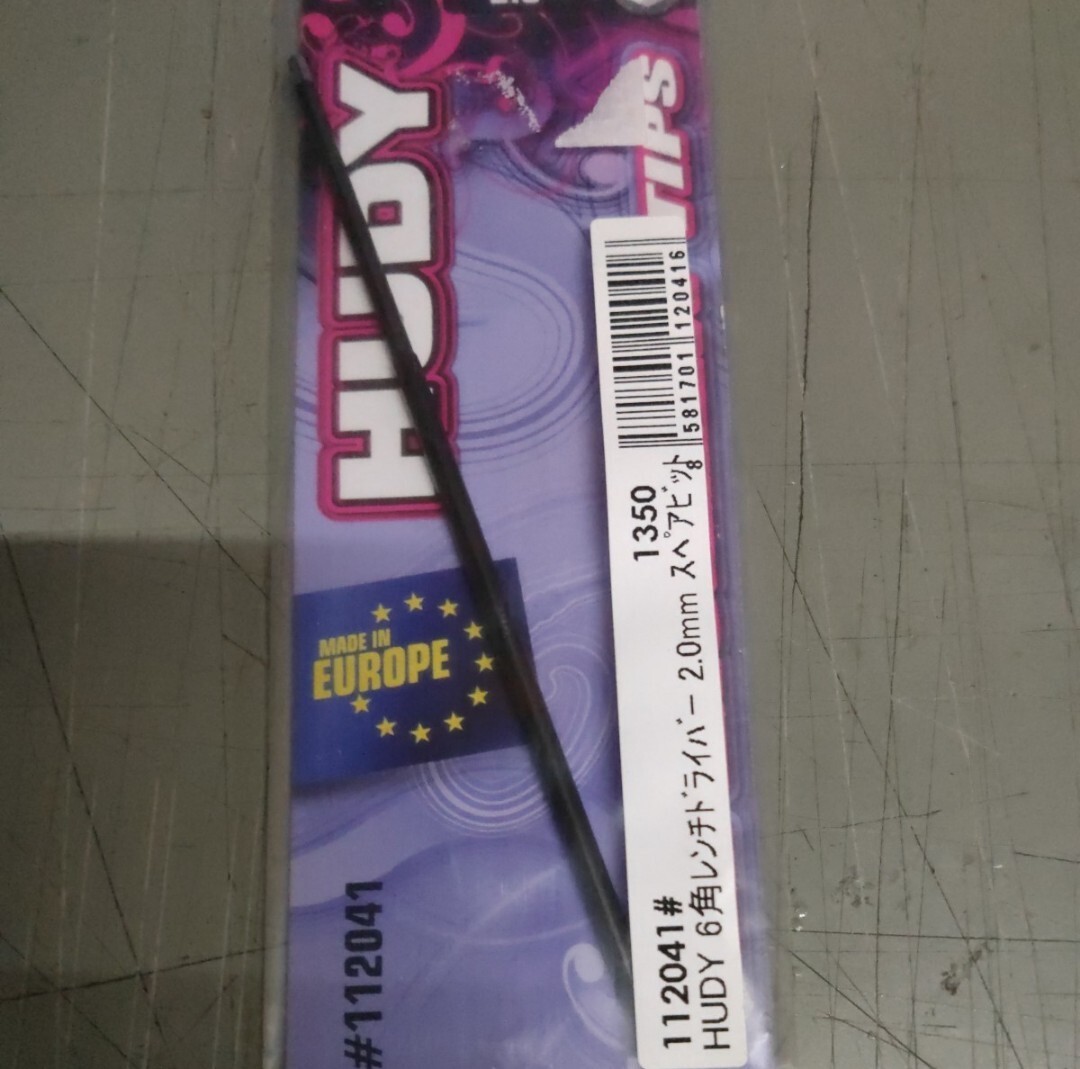 HUDY
TIPS
MADE IN
EUROPE
#112041
8 581701 120416
1350
112041#
HUDY 6角ﾚﾝﾁﾄﾞﾗｲﾊﾞｰ 2.0mm ｽﾍﾟｱﾋﾞｯﾄ